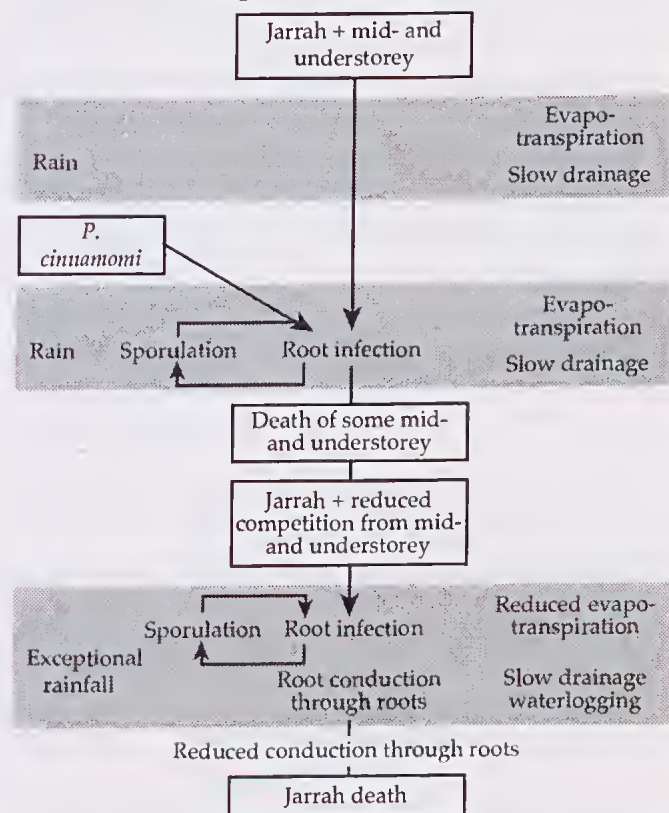 Jarrah + mid- and
understorey
Evapo-
transpiration
Rain
Slow drainage
P.
cinnamomi
Evapo-
transpiration
Rain
Sporulation
Root infection
Slow drainage
Death of some mid-
and understorey
Jarrah + reduced
competition from mid-
and understorey
Reduced evapo-
transpiration
Sporulation
Root infection
Exceptional
rainfall
Root conduction
through roots
Slow drainage
waterlogging
Reduced conduction through roots
Jarrah death